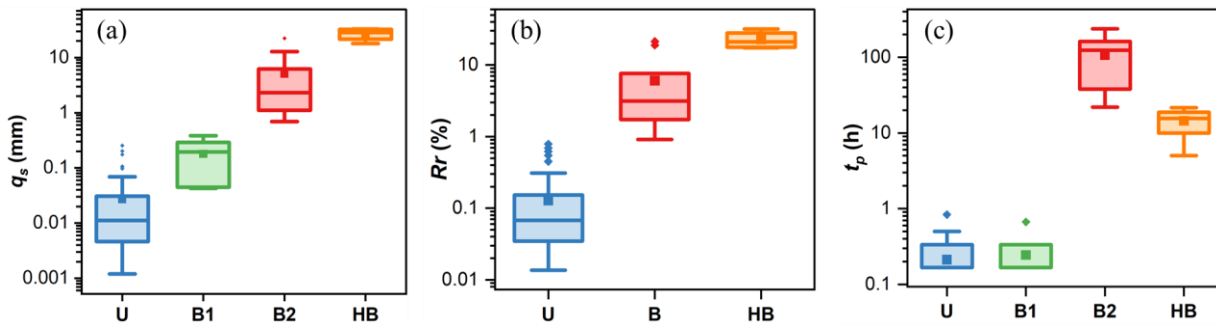 (a)
q_s (mm)
10
1
0.1
0.01
0.001
U B1 B2 HB
(b)
Rr (%)
10
1
0.1
0.01
U B HB
(c)
t_p (h)
100
10
1
0.1
U B1 B2 HB